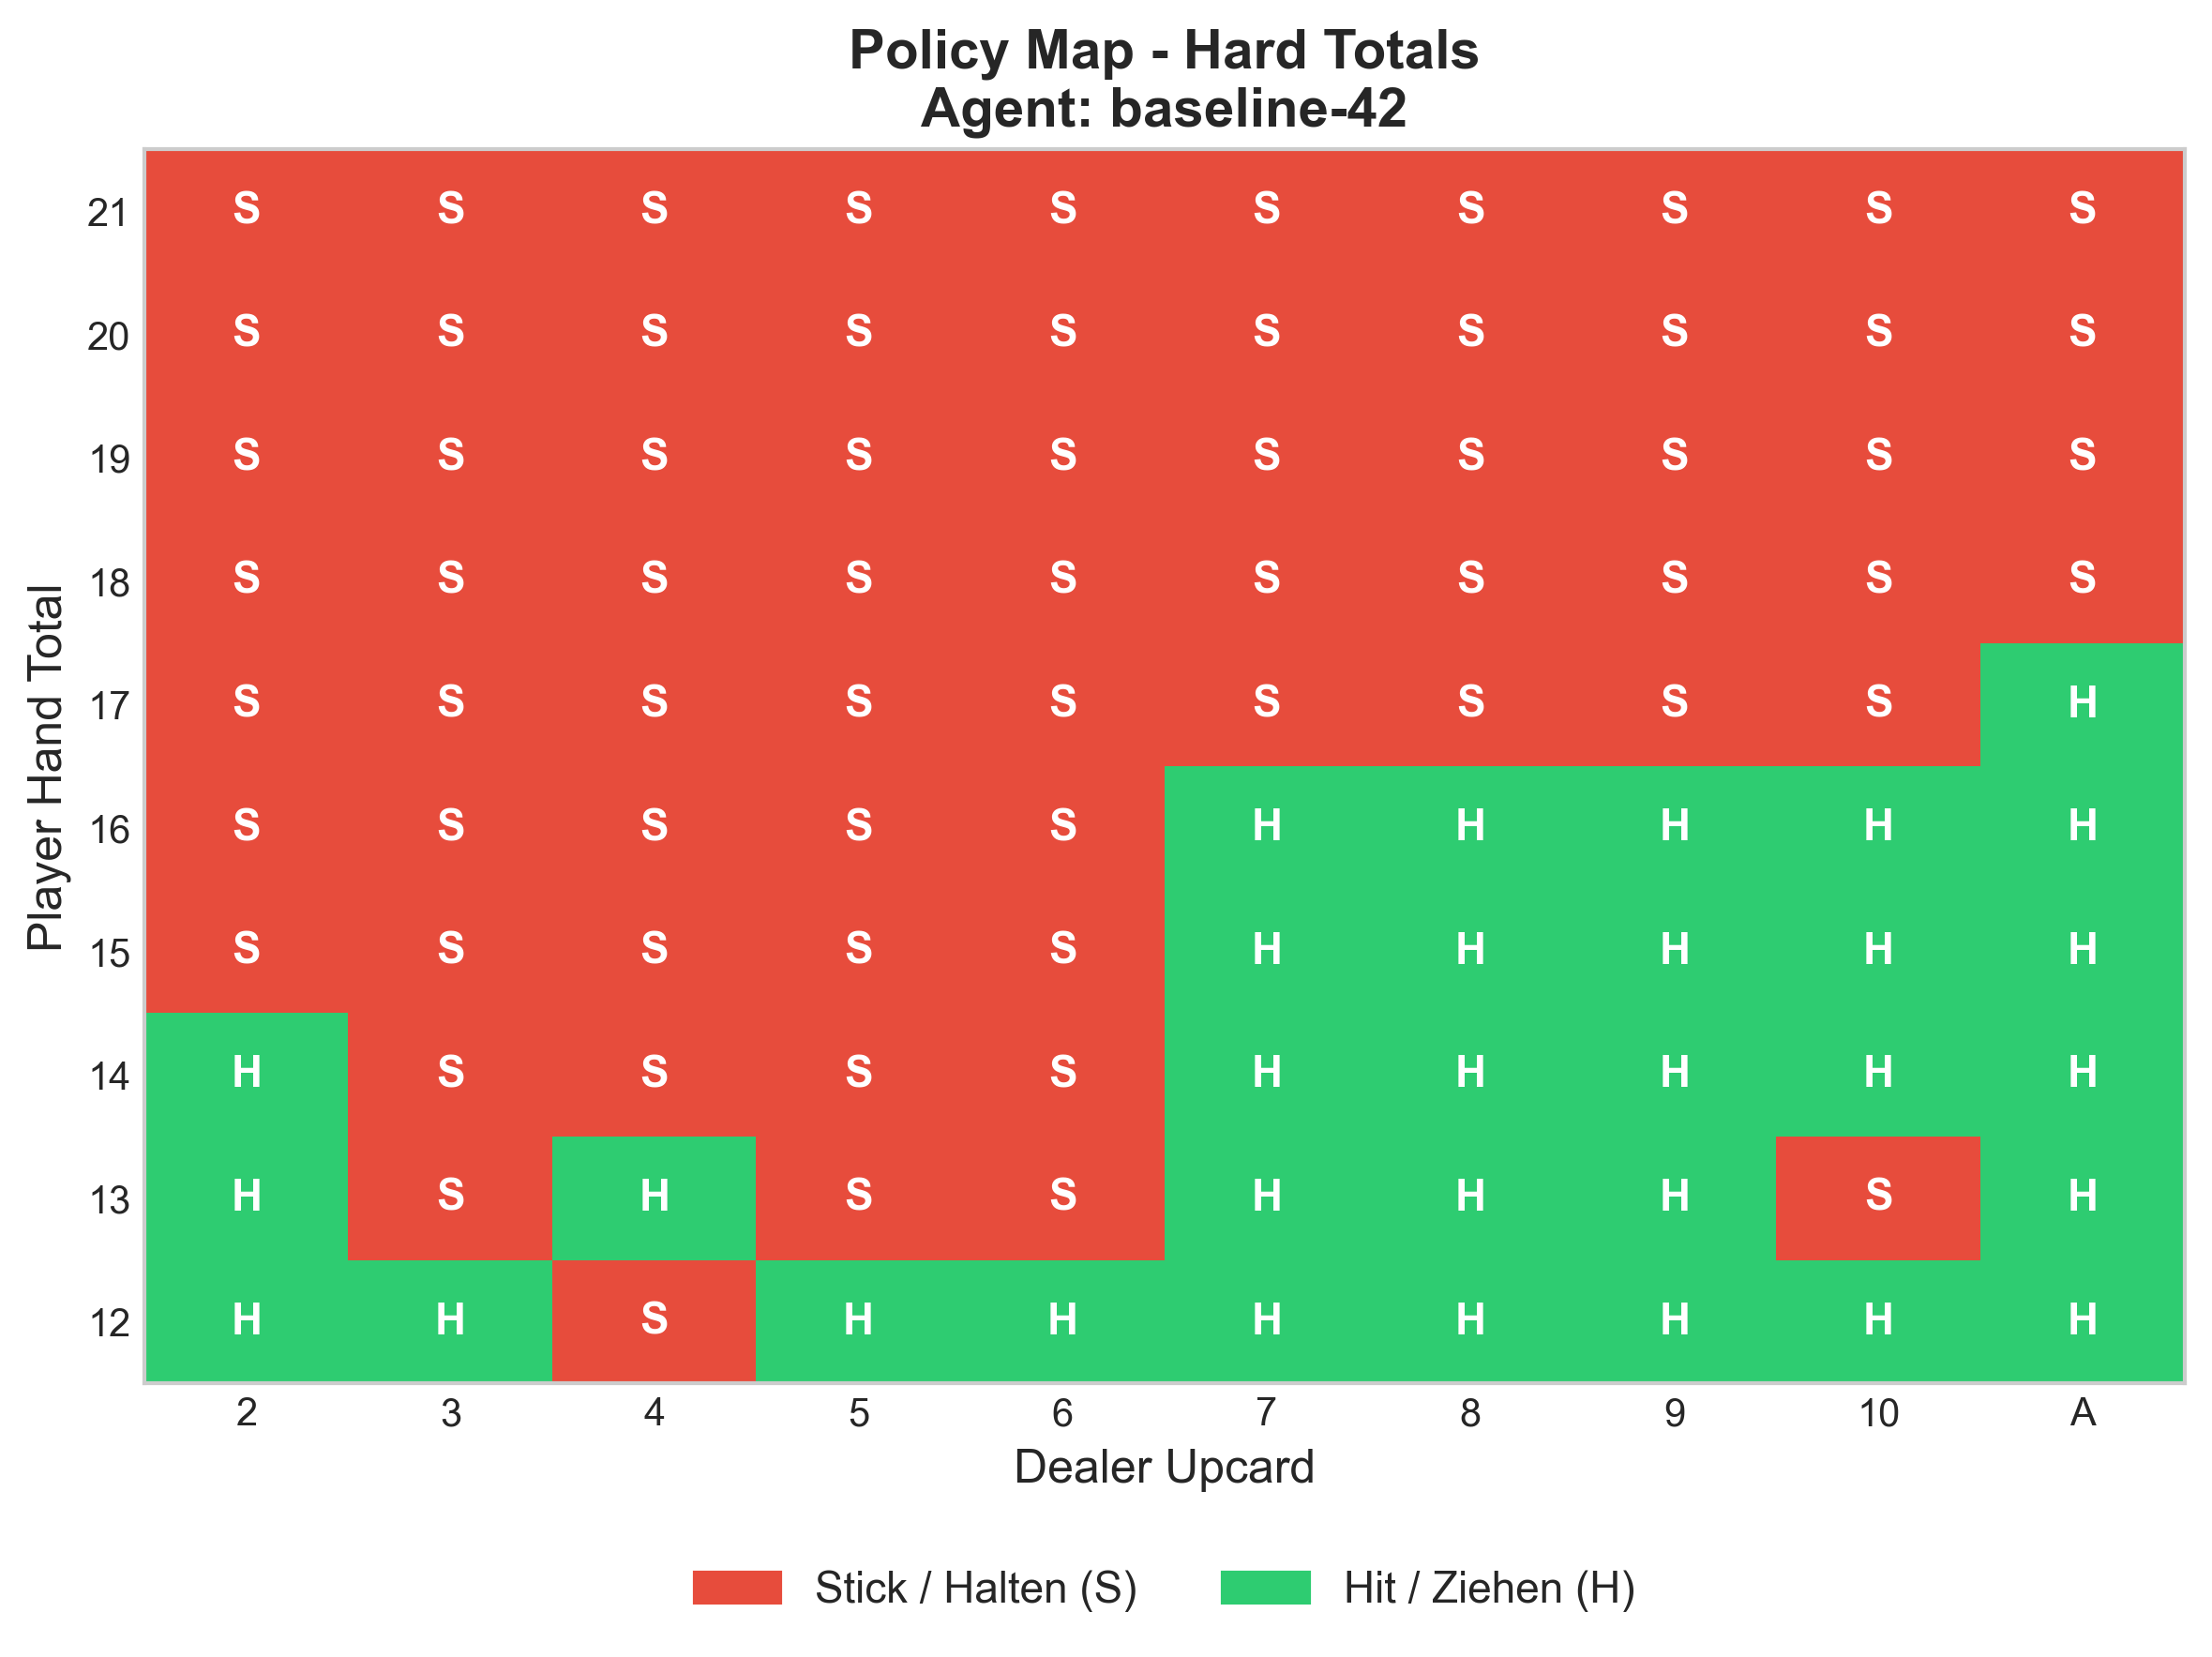 Policy Map - Hard Totals
Agent: baseline-42
Player Hand Total
21 S S S S S S S S S S
20 S S S S S S S S S S
19 S S S S S S S S S S
18 S S S S S S S S S S
17 S S S S S S S S S H
16 S S S S S H H H H H
15 S S S S S H H H H H
14 H S S S S H H H H H
13 H S H S S H H H S H
12 H H S H H H H H H H
2 3 4 5 6 7 8 9 10 A
Dealer Upcard
Stick / Halten (S) Hit / Ziehen (H)